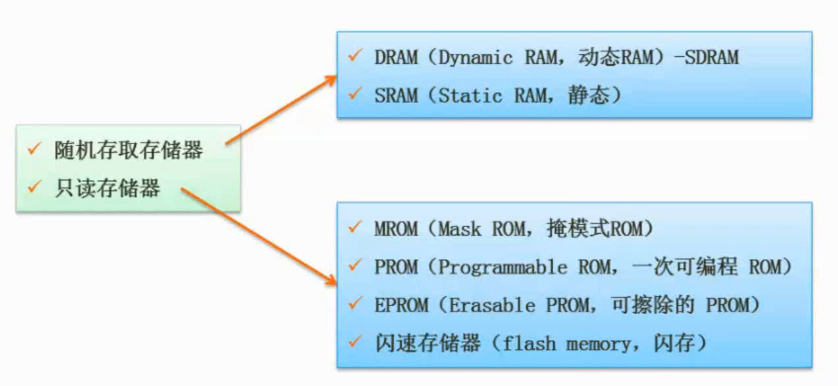 随机存取存储器
只读存储器
DRAM（Dynamic RAM，动态RAM）-SDRAM
SRAM（Static RAM，静态）
MROM（Mask ROM，掩模式ROM）
PROM（Programmable ROM，一次可编程 ROM）
EPROM（Erasable PROM，可擦除的 PROM）
闪速存储器（flash memory，闪存）